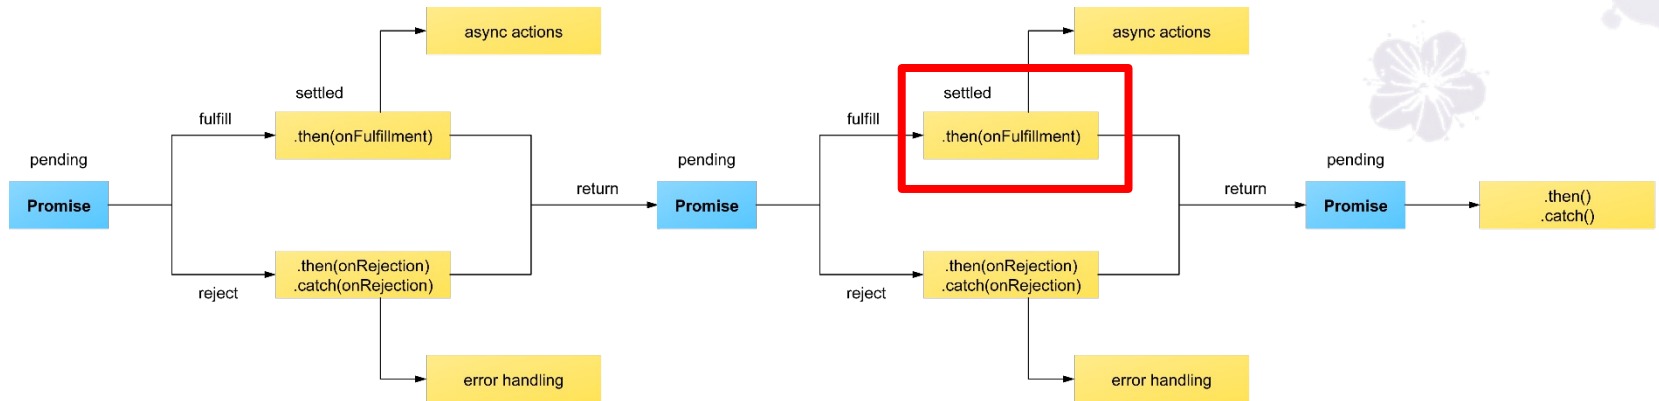 async actions
settled
fulfill
.then(onFulfillment)
pending
Promise
return
.then(onRejection)
.catch(onRejection)
reject
error handling
async actions
settled
fulfill
.then(onFulfillment)
pending
Promise
return
.then(onRejection)
.catch(onRejection)
reject
error handling
pending
Promise
.then()
.catch()